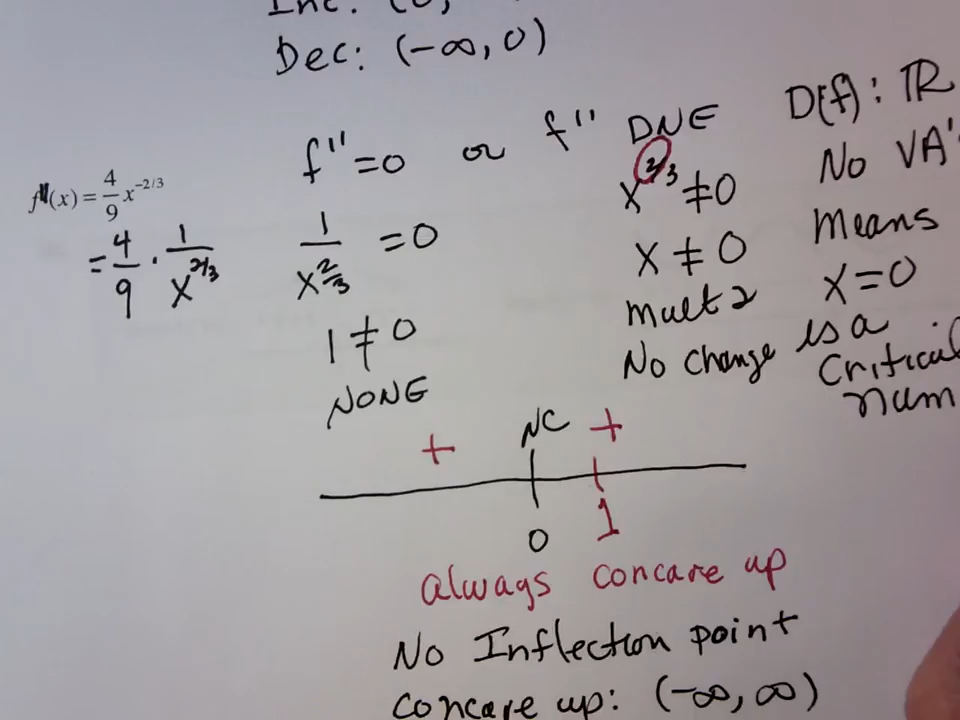 Inc: (0,
Dec: (-∞, 0)
f'' = 0 or f'' DNE
D(f): ℝ
No VA's
f''(x) = 4/9 x^{-2/3}
= 4/9 · 1/x^{2/3}
1/x^{2/3} = 0
1 ≠ 0
NONE
x^{2/3} ≠ 0
x ≠ 0
mult 2
No change
Means
x = 0
is a
Critical
num
+ NC +
0 1
always concave up
No Inflection point
concave up: (-∞, ∞)